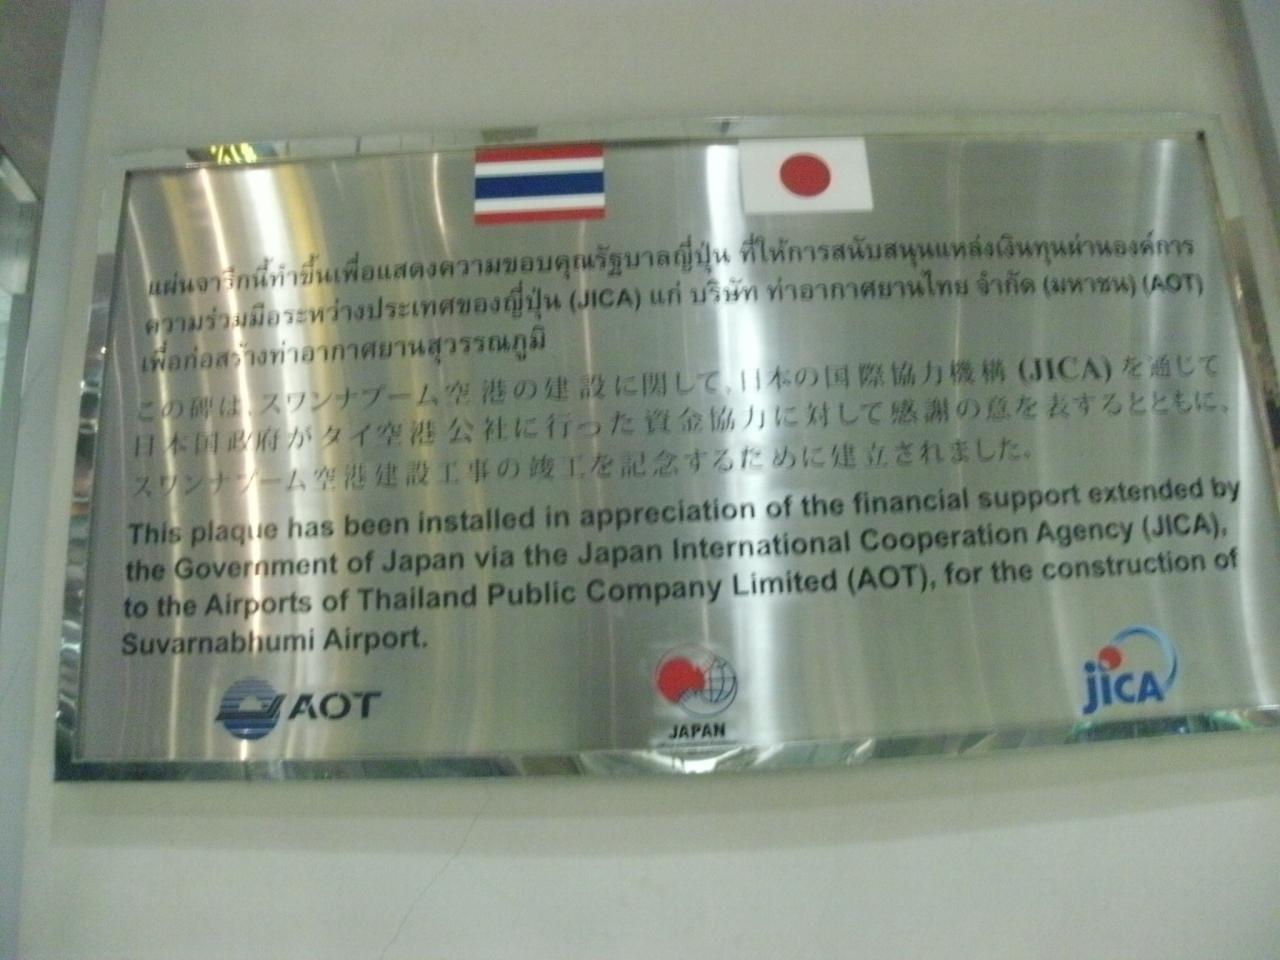 แผ่นจารึกนี้ทำขึ้นเพื่อแสดงความขอบคุณรัฐบาลญี่ปุ่น ที่ให้การสนับสนุนแหล่งเงินทุนผ่านองค์การ
ความร่วมมือระหว่างประเทศของญี่ปุ่น (JICA) แก่ บริษัท ท่าอากาศยานไทย จำกัด (มหาชน) (AOT)
เพื่อก่อสร้างท่าอากาศยานสุวรรณภูมิ
この碑は、スワンナプーム空港の建設に関して、日本の国際協力機構 (JICA) を通じて
日本国政府がタイ空港公社に行った資金協力に対して感謝の意を表するとともに、
スワンナプーム空港建設工事の竣工を記念するために建立されました。
This plaque has been installed in appreciation of the financial support extended by
the Government of Japan via the Japan International Cooperation Agency (JICA),
to the Airports of Thailand Public Company Limited (AOT), for the construction of
Suvarnabhumi Airport.
AOT
JAPAN
jICA